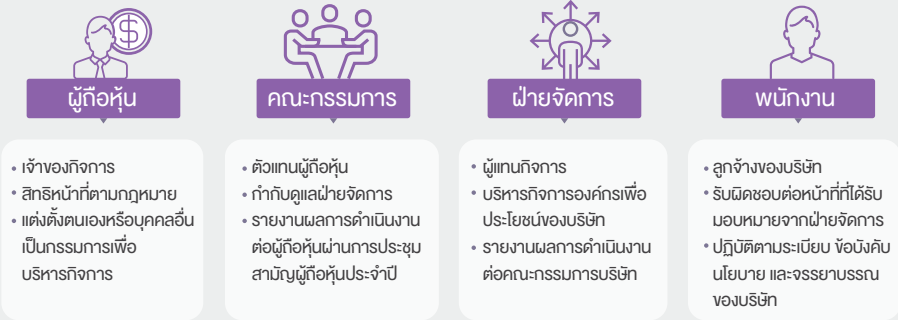 ผู้ถือหุ้น
• เจ้าของกิจการ
• สิทธิหน้าที่ตามกฎหมาย
• แต่งตั้งตนเองหรือบุคคลอื่น
เป็นกรรมการเพื่อ
บริหารกิจการ
คณะกรรมการ
• ตัวแทนผู้ถือหุ้น
• กำกับดูแลฝ่ายจัดการ
• รายงานผลการดำเนินงาน
ต่อผู้ถือหุ้นผ่านการประชุม
สามัญผู้ถือหุ้นประจำปี
ฝ่ายจัดการ
• ผู้แทนกิจการ
• บริหารกิจการองค์กรเพื่อ
ประโยชน์ของบริษัท
• รายงานผลการดำเนินงาน
ต่อคณะกรรมการบริษัท
พนักงาน
• ลูกจ้างของบริษัท
• รับผิดชอบต่อหน้าที่ที่ได้รับ
มอบหมายจากฝ่ายจัดการ
• ปฏิบัติตามระเบียบ ข้อบังคับ
นโยบาย และจรรยาบรรณ
ของบริษัท